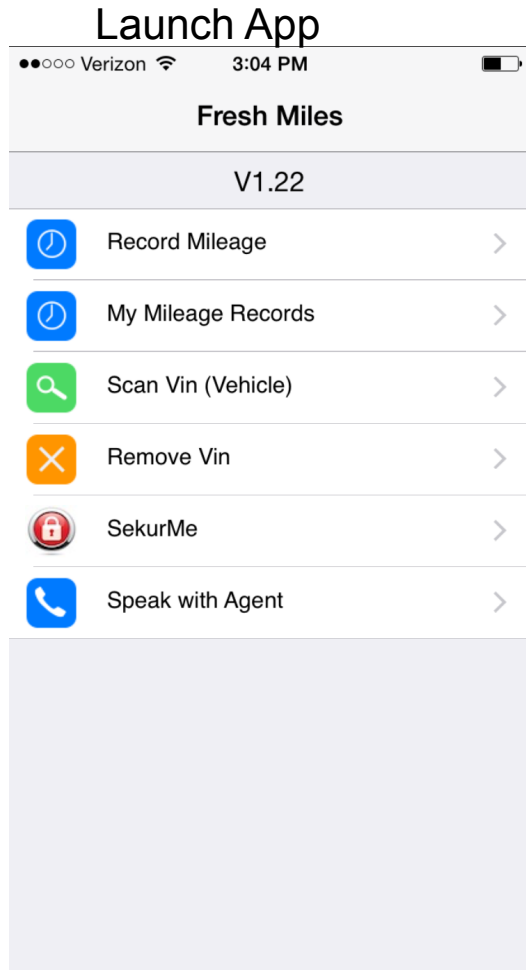 Launch App
Verizon 3:04 PM
Fresh Miles
V1.22
Record Mileage
My Mileage Records
Scan Vin (Vehicle)
Remove Vin
SekurMe
Speak with Agent